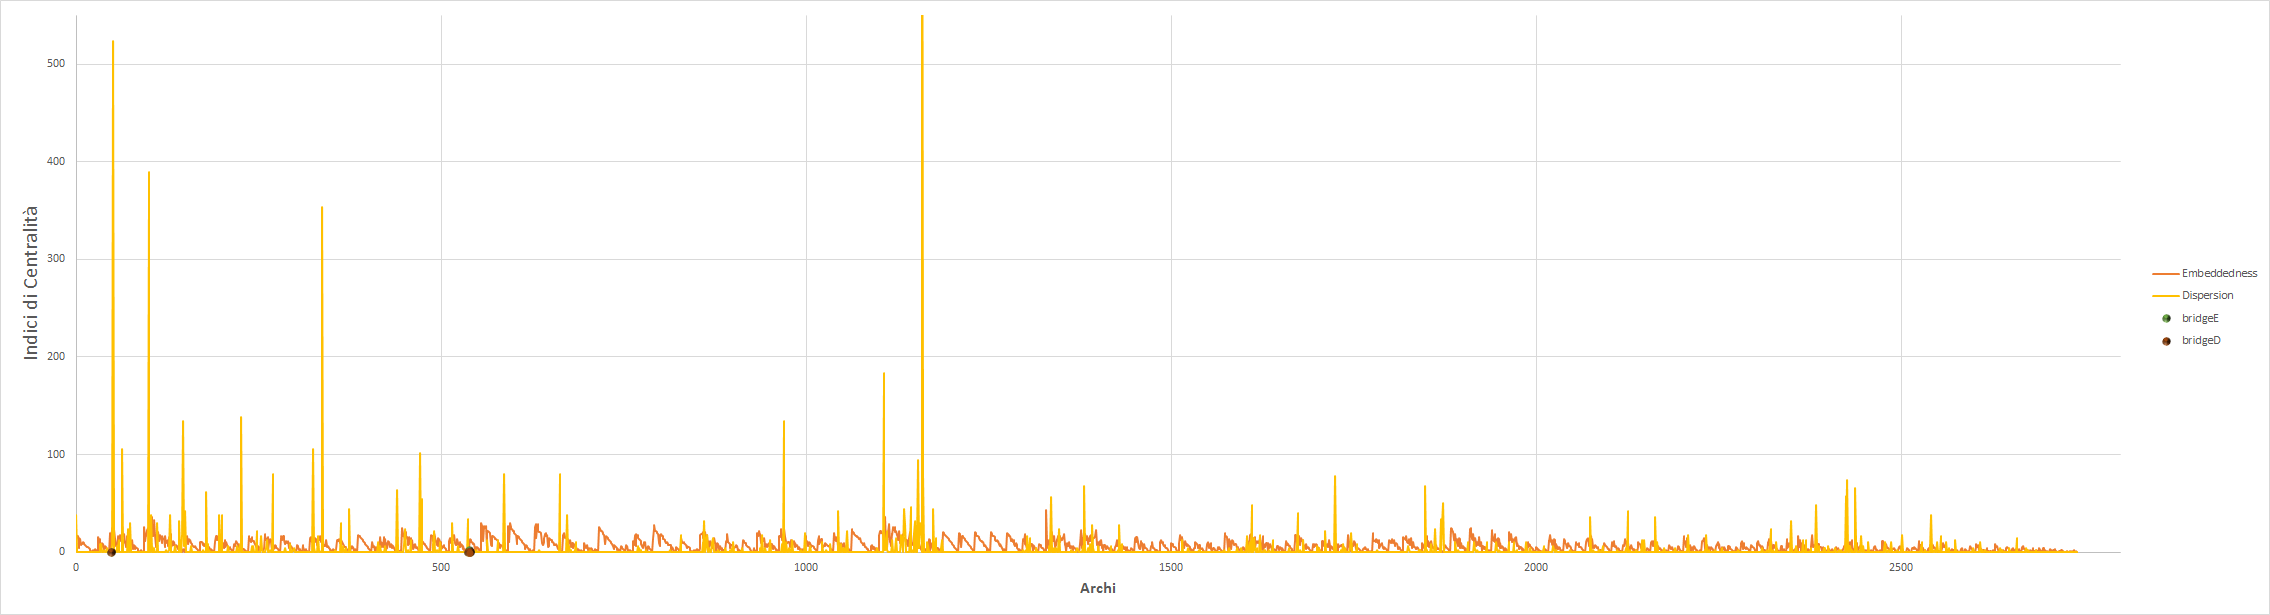 500
400
300
200
100
0
Indici di Centralità
0 500 1000 1500 2000 2500
Archi
Embeddedness
Dispersion
bridgeE
bridgeD